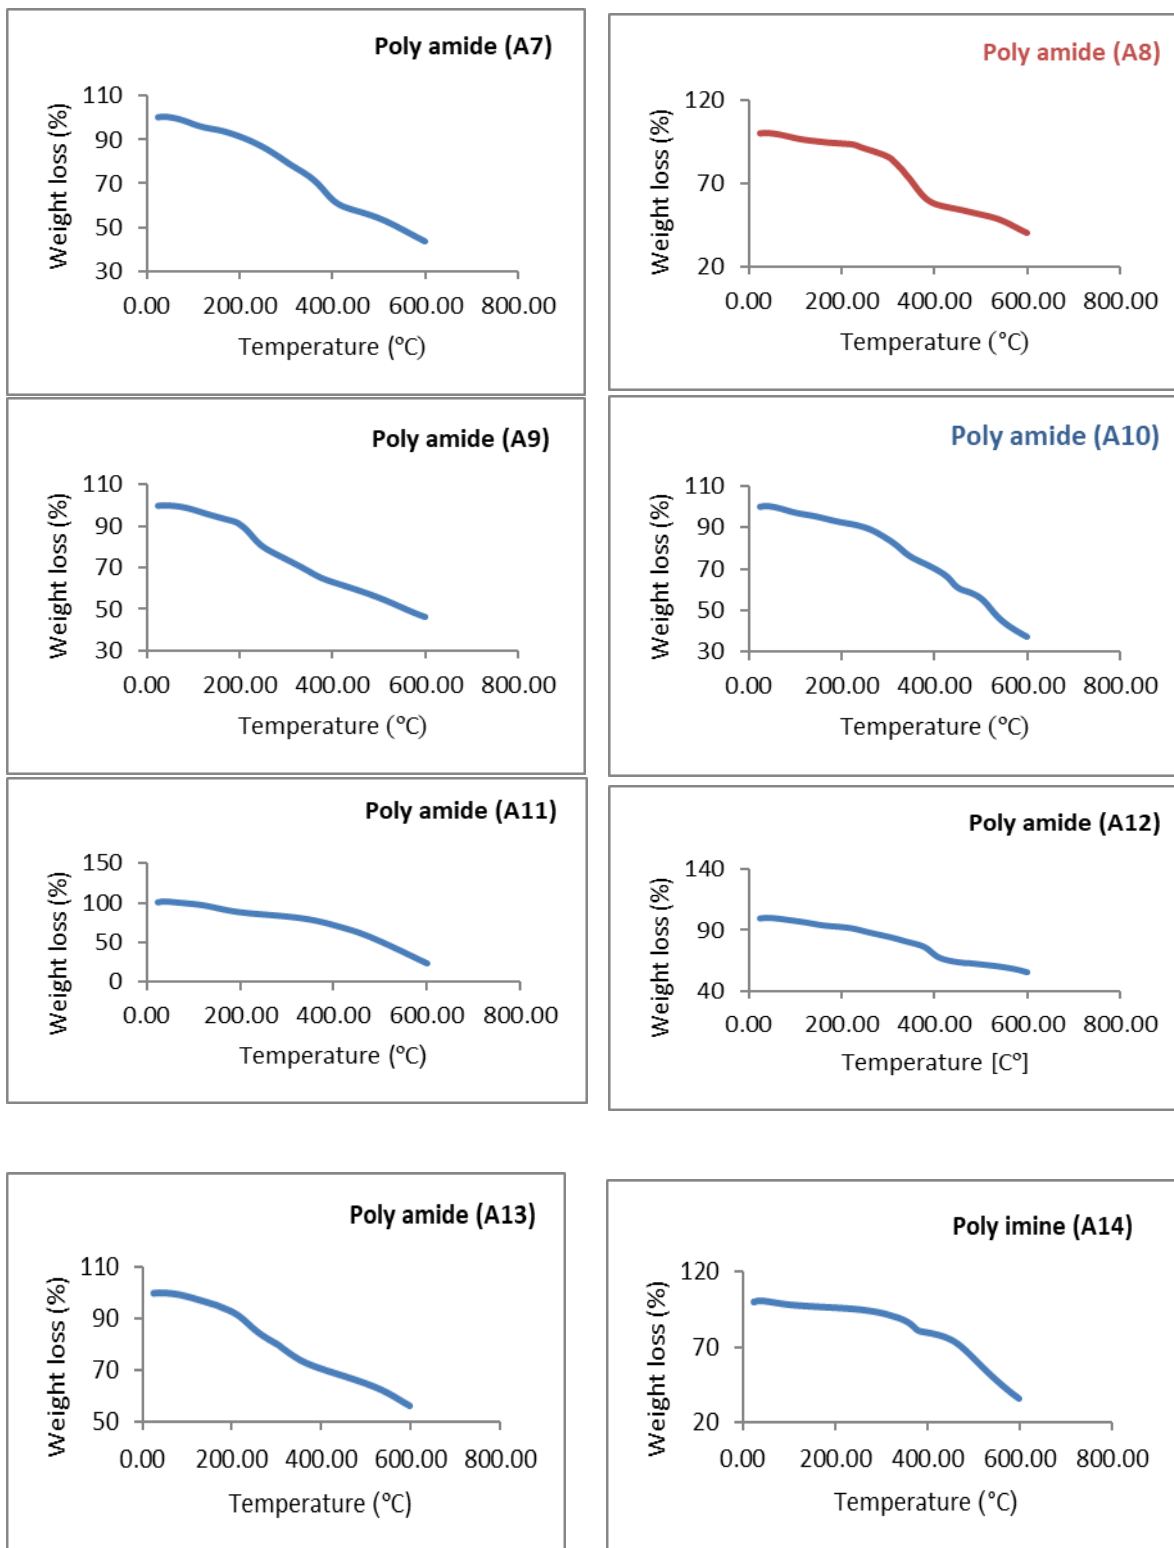 Poly amide (A7)
Weight loss (%)
110
90
70
50
30
0.00 200.00 400.00 600.00 800.00
Temperature (°C)
Poly amide (A8)
Weight loss (%)
120
70
20
0.00 200.00 400.00 600.00 800.00
Temperature (°C)
Poly amide (A9)
Weight loss (%)
110
90
70
50
30
0.00 200.00 400.00 600.00 800.00
Temperature (°C)
Poly amide (A10)
Weight loss (%)
110
90
70
50
30
0.00 200.00 400.00 600.00 800.00
Temperature (°C)
Poly amide (A11)
Weight loss (%)
150
100
50
0
0.00 200.00 400.00 600.00 800.00
Temperature (°C)
Poly amide (A12)
Weight loss (%)
140
90
40
0.00 200.00 400.00 600.00 800.00
Temperature [C°]
Poly amide (A13)
Weight loss (%)
110
90
70
50
0.00 200.00 400.00 600.00 800.00
Temperature (°C)
Poly imine (A14)
Weight loss (%)
120
70
20
0.00 200.00 400.00 600.00 800.00
Temperature (°C)